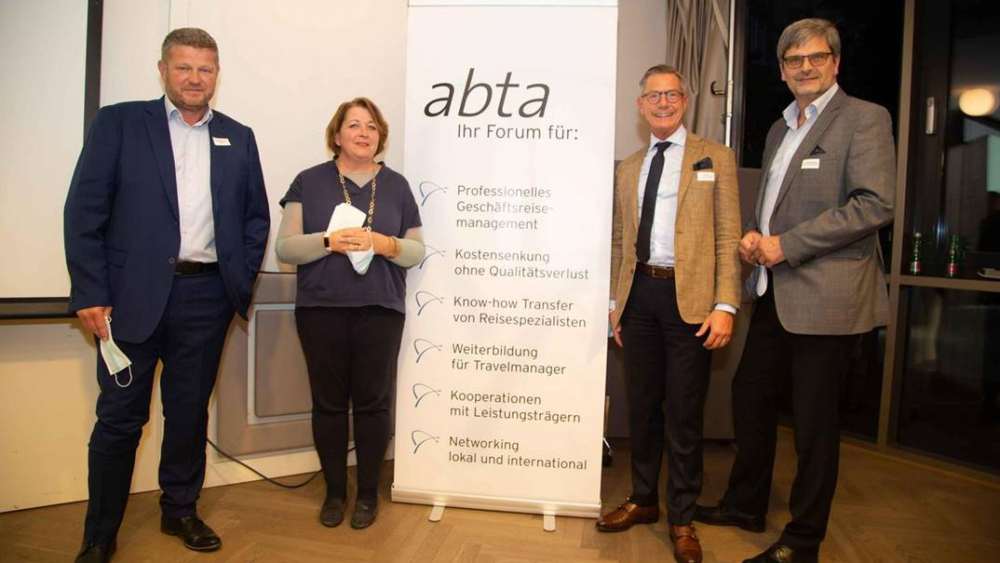 abta
Ihr Forum für:
Professionelles
Geschäftsreise-
management
Kostensenkung
ohne Qualitätsverlust
Know-how Transfer
von Reisespezialisten
Weiterbildung
für Travelmanager
Kooperationen
mit Leistungsträgern
Networking
lokal und international